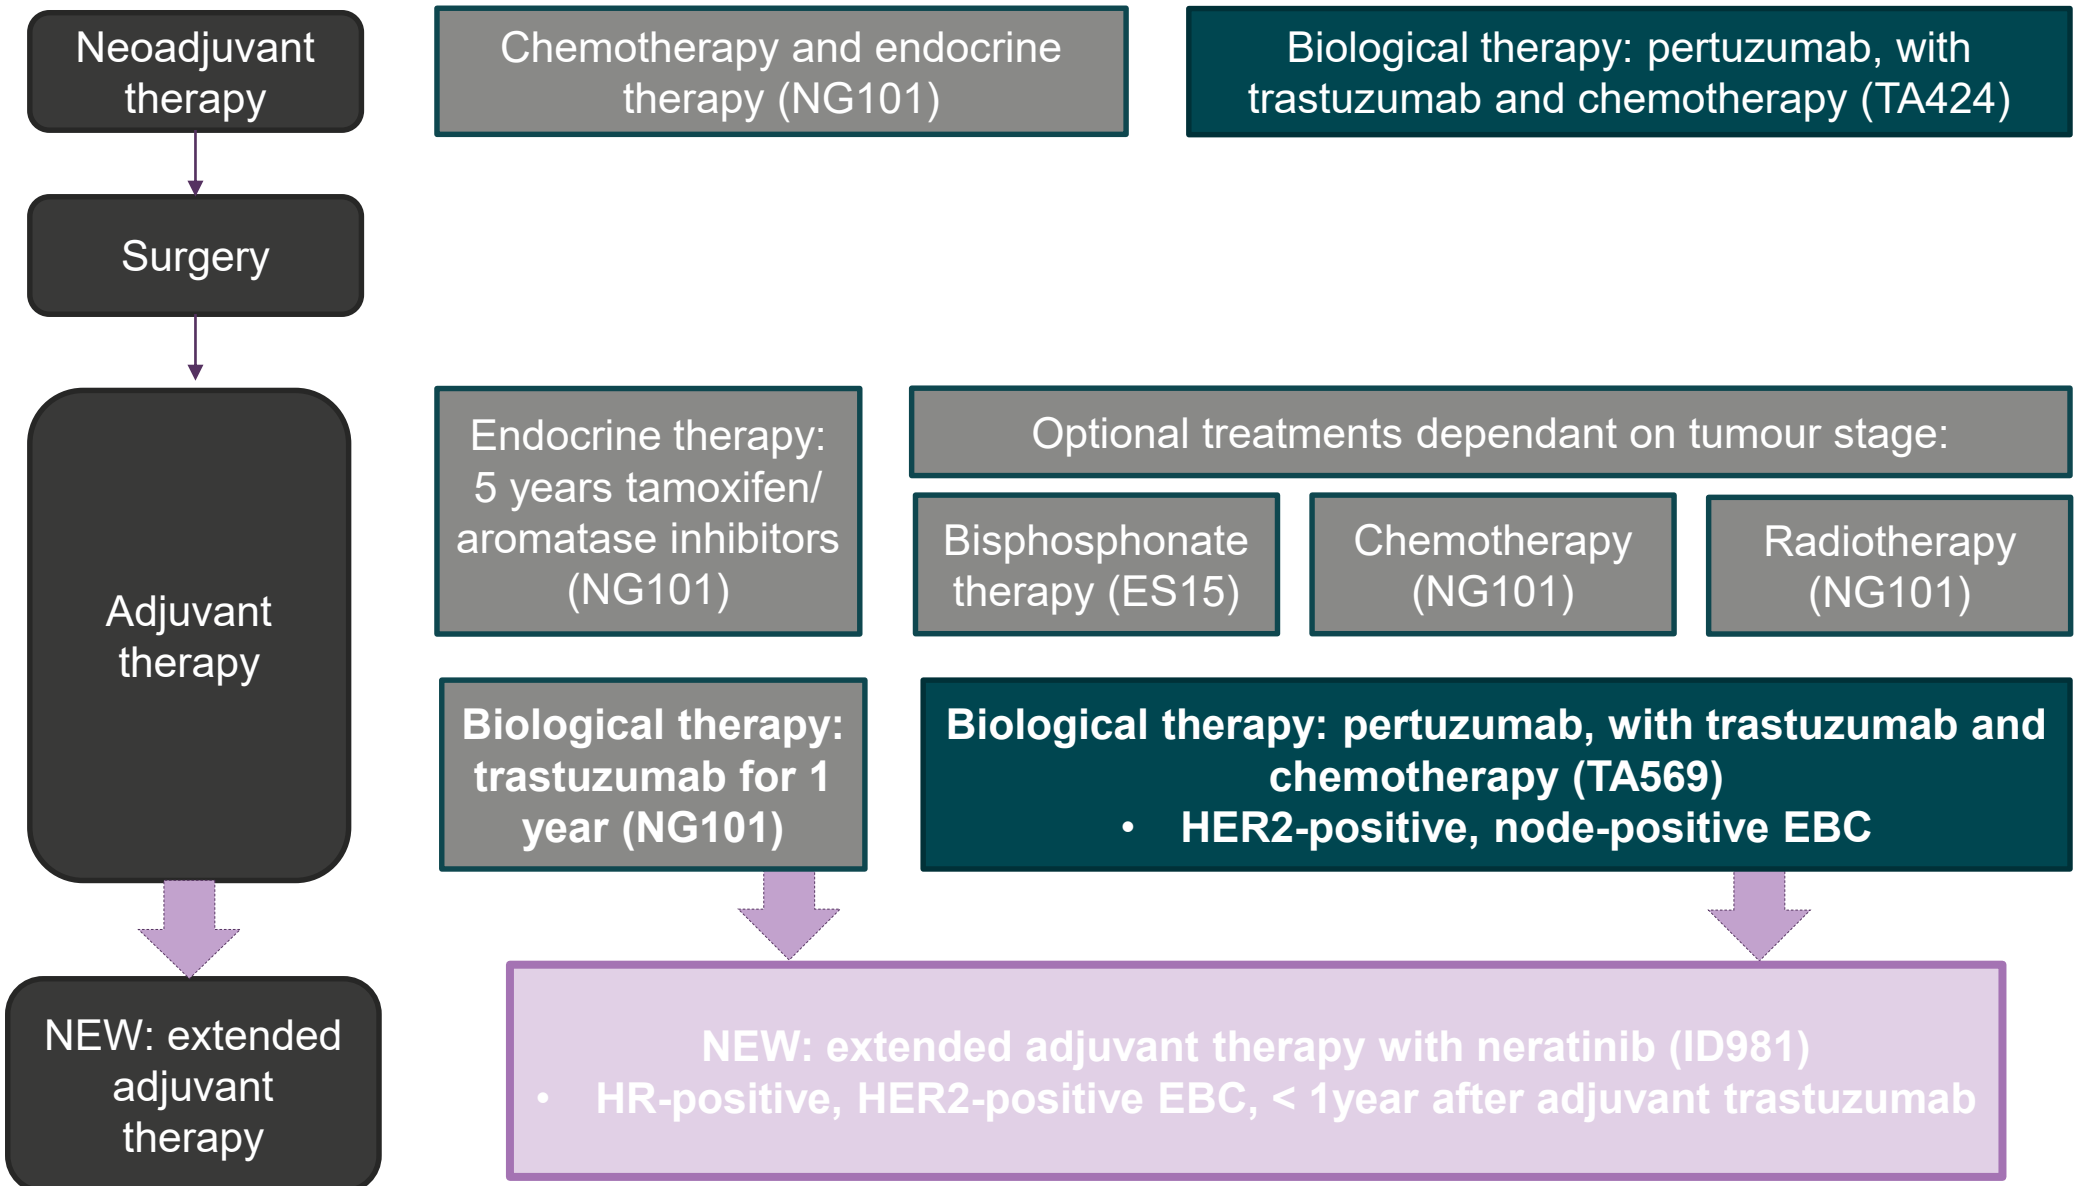 Neoadjuvant
therapy
Chemotherapy and endocrine
therapy (NG101)
Biological therapy: pertuzumab, with
trastuzumab and chemotherapy (TA424)
Surgery
Adjuvant
therapy
Endocrine therapy:
5 years tamoxifen/
aromatase inhibitors
(NG101)
Optional treatments dependant on tumour stage:
Bisphosphonate
therapy (ES15)
Chemotherapy
(NG101)
Radiotherapy
(NG101)
Biological therapy:
trastuzumab for 1
year (NG101)
Biological therapy: pertuzumab, with trastuzumab and
chemotherapy (TA569)
• HER2-positive, node-positive EBC
NEW: extended
adjuvant
therapy
NEW: extended adjuvant therapy with neratinib (ID981)
• HR-positive, HER2-positive EBC, < 1year after adjuvant trastuzumab